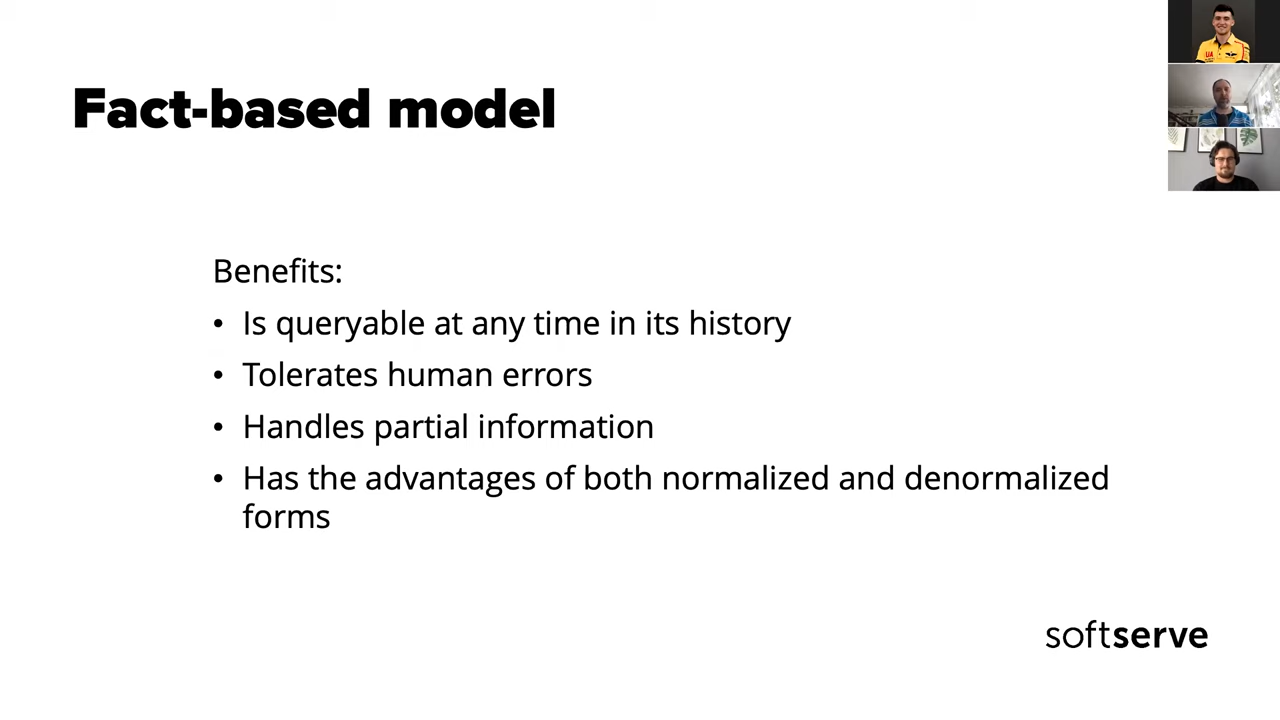 Fact-based model
Benefits:
• Is queryable at any time in its history
• Tolerates human errors
• Handles partial information
• Has the advantages of both normalized and denormalized
forms
softserve
UA